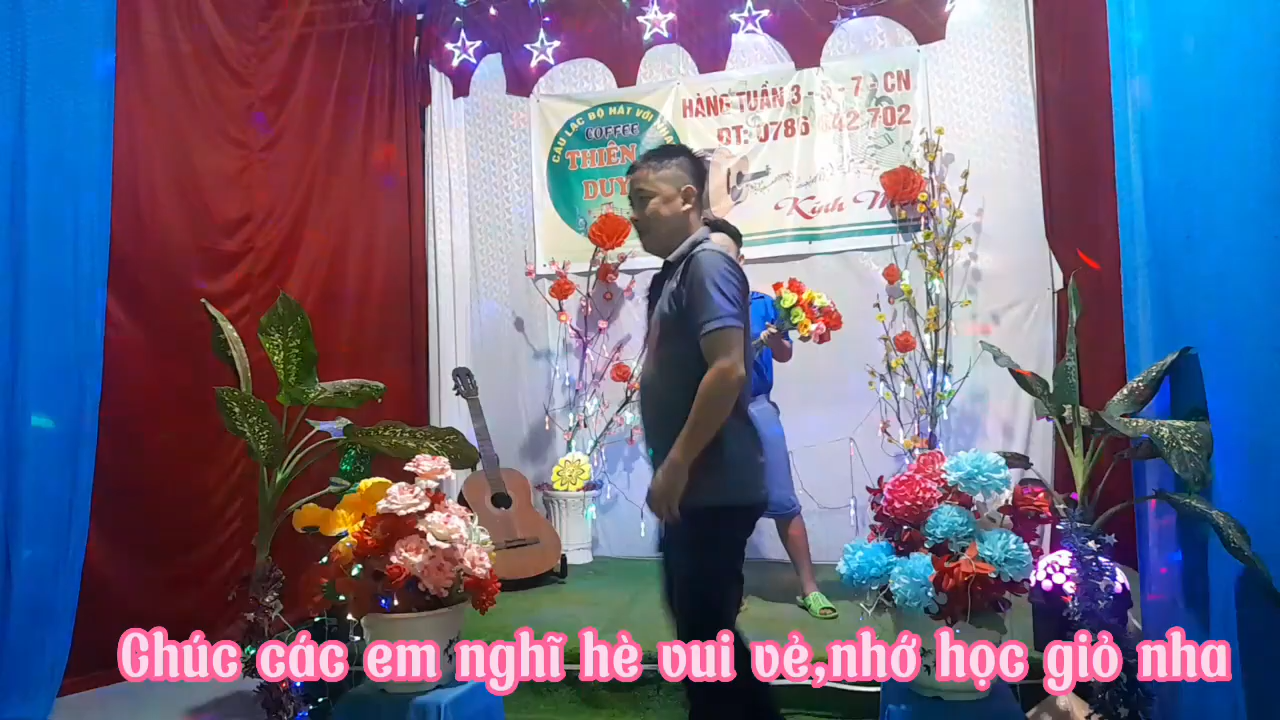 CÂU LẠC BỘ HÁT VỚI
COFFEE
THIÊN
DUY
HÀNG TUẦN 3 - 5 - 7 - CN
ĐT: 0786 442 702
Kính
Chúc các em nghĩ hè vui vẻ,nhớ học giỏ nha